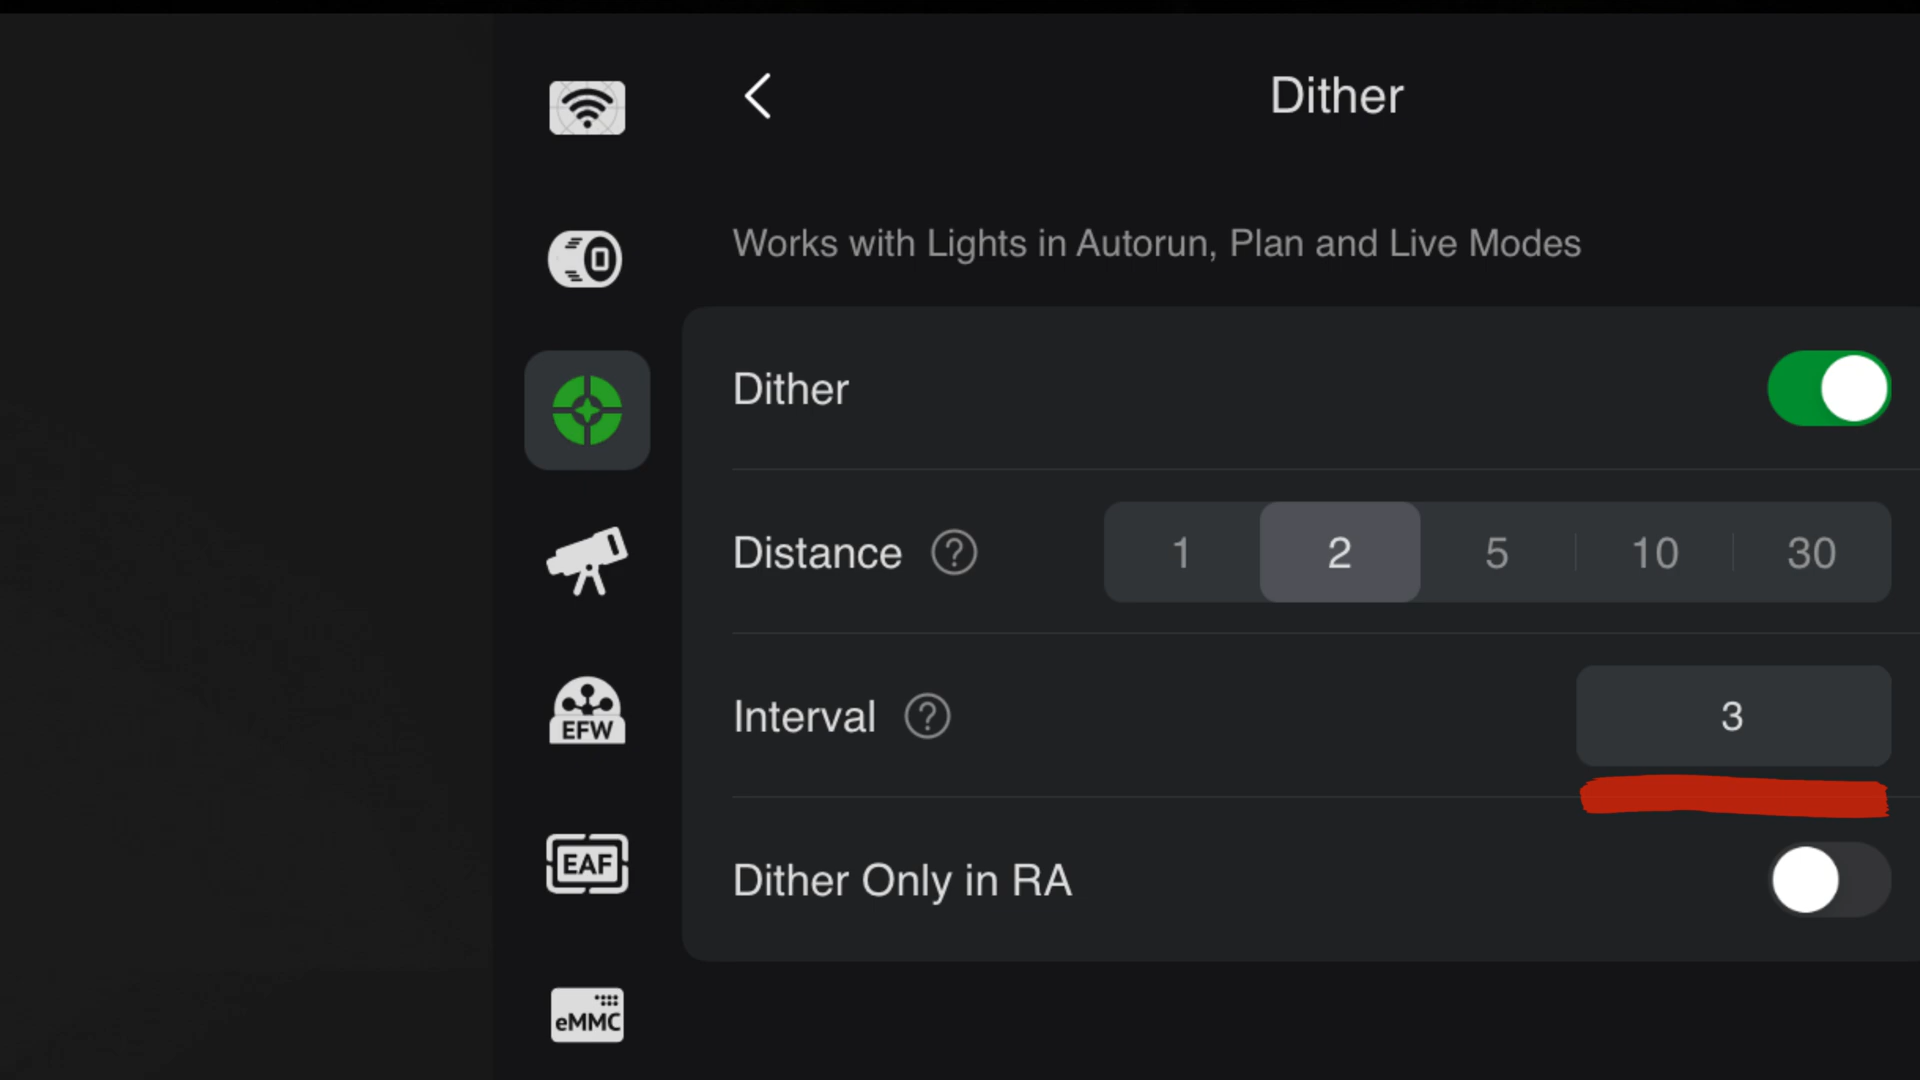 Dither
Works with Lights in Autorun, Plan and Live Modes
Dither
Distance ? 1 2 5 10 30
Interval ? 3
Dither Only in RA
EFW
EAF
eMMC